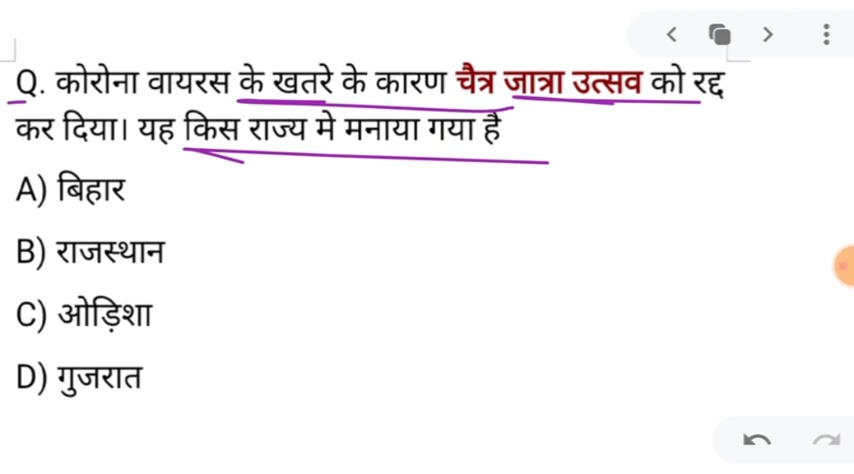 Q. कोरोना वायरस के खतरे के कारण चैत्र जात्रा उत्सव को रद्द
कर दिया। यह किस राज्य मे मनाया गया है
A) बिहार
B) राजस्थान
C) ओड़िशा
D) गुजरात